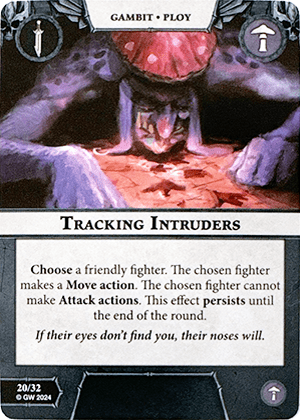 GAMBIT • PLOY
TRACKING INTRUDERS
Choose a friendly fighter. The chosen fighter
makes a Move action. The chosen fighter cannot
make Attack actions. This effect persists until
the end of the round.
If their eyes don't find you, their noses will.
20/32
© GW 2024